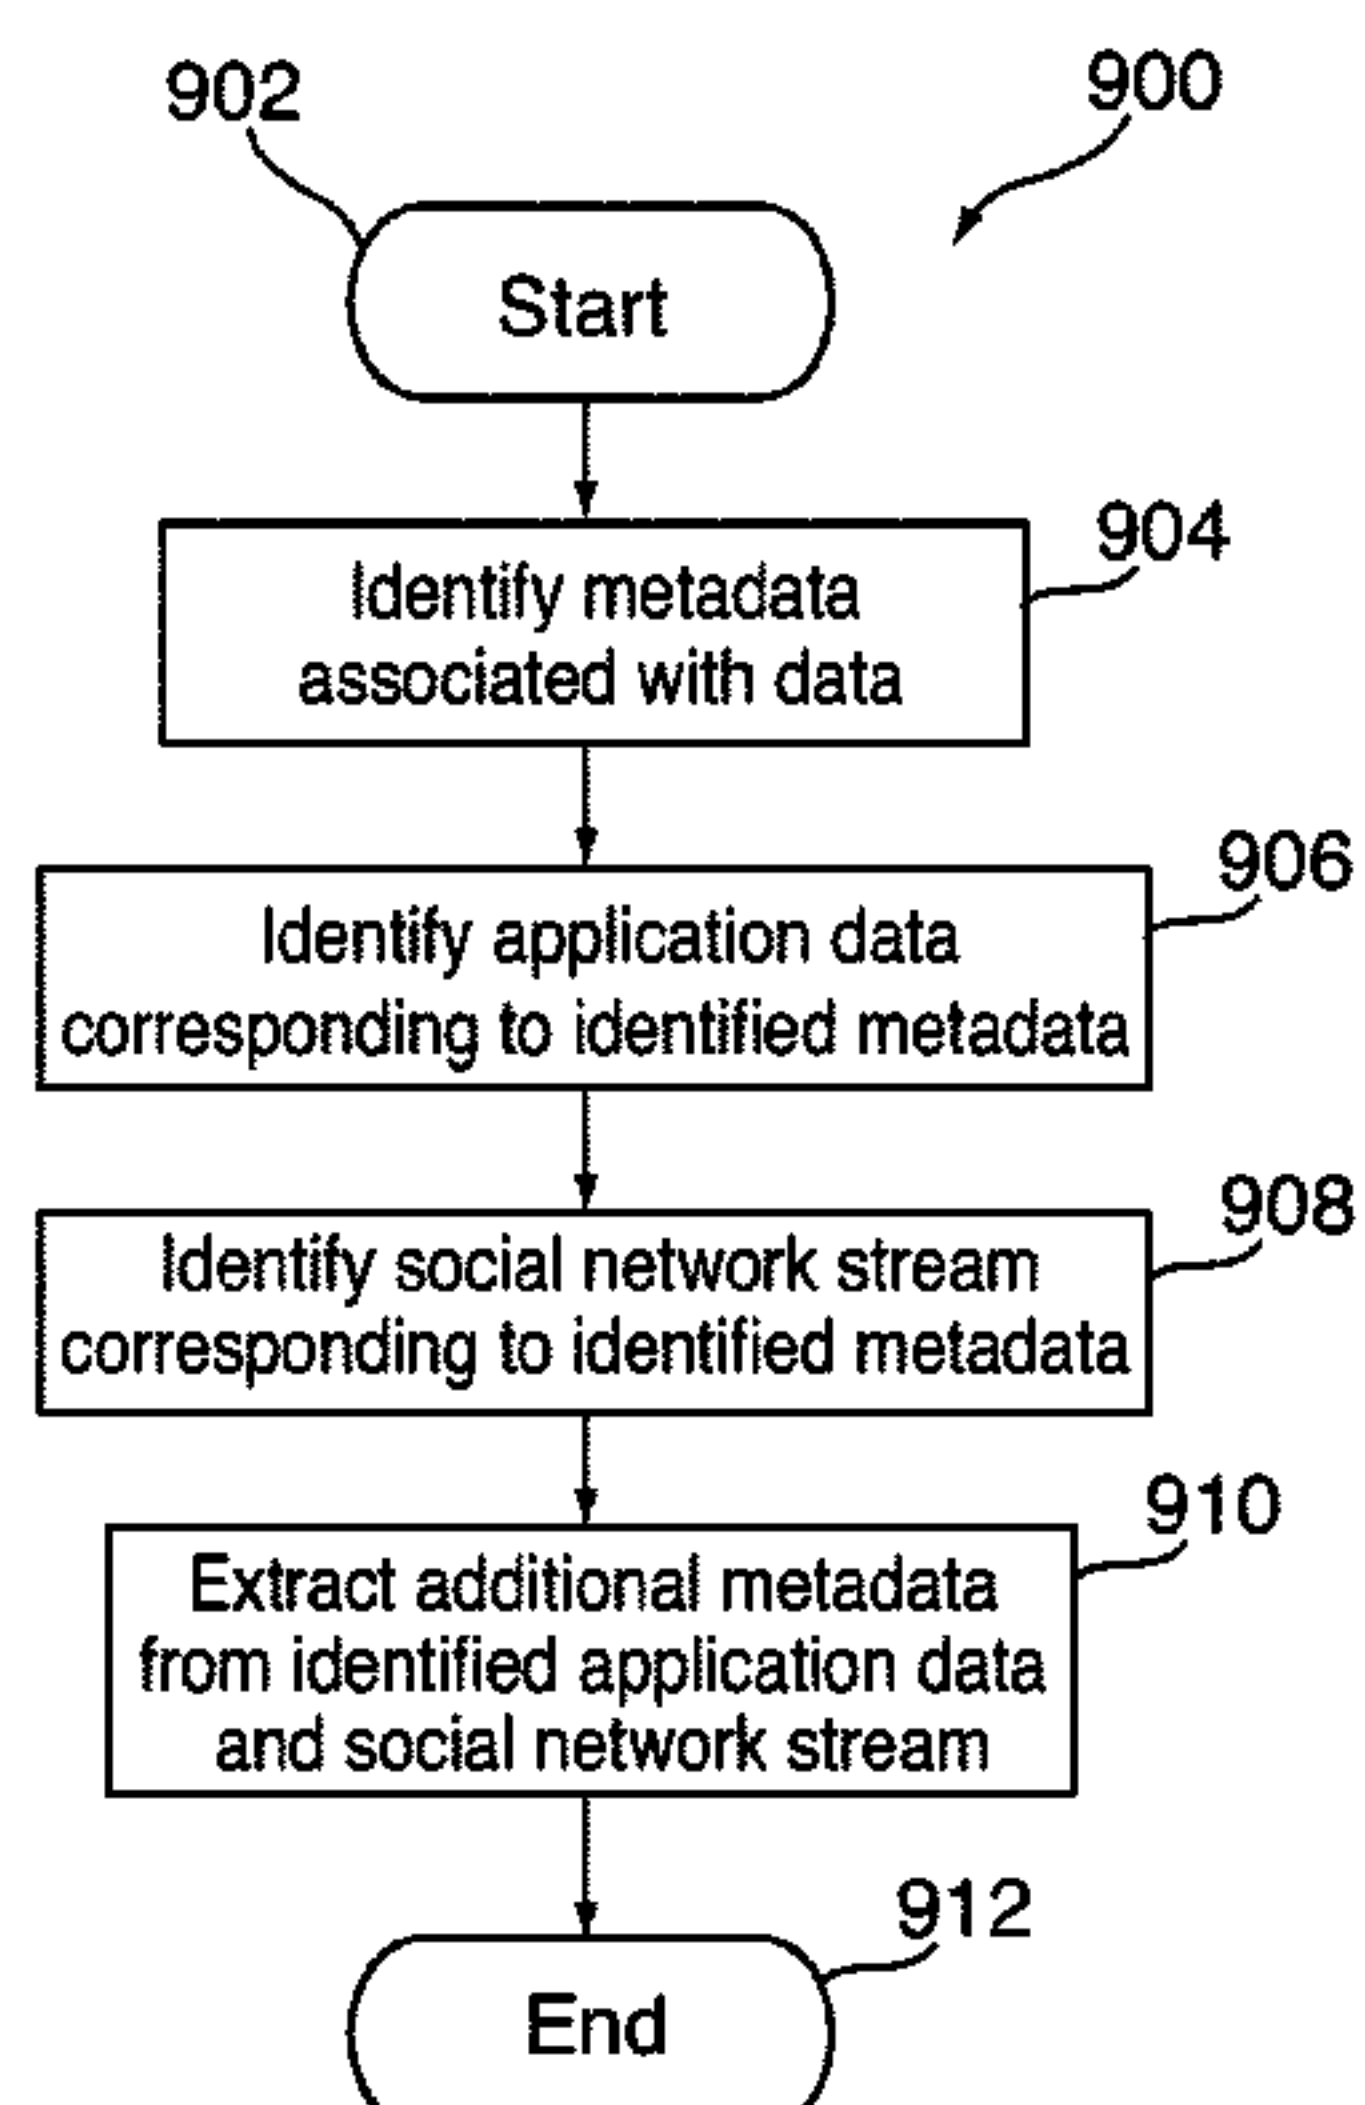 902
900
Start
904
Identify metadata
associated with data
906
Identify application data
corresponding to identified metadata
908
Identify social network stream
corresponding to identified metadata
910
Extract additional metadata
from identified application data
and social network stream
912
End